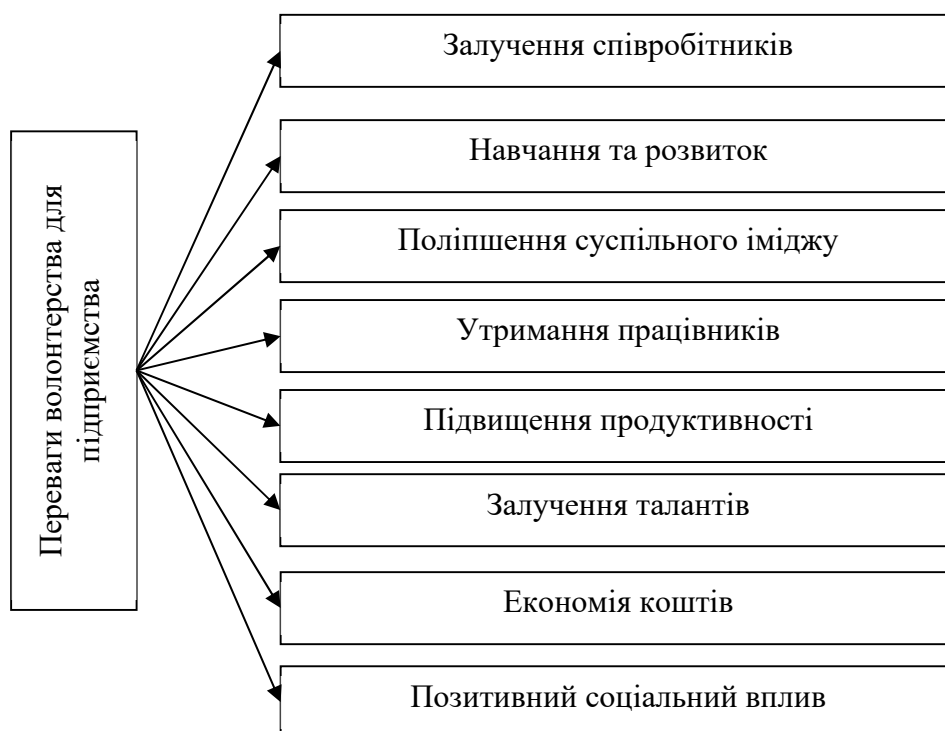 Переваги волонтерства для
підприємства
Залучення співробітників
Навчання та розвиток
Поліпшення суспільного іміджу
Утримання працівників
Підвищення продуктивності
Залучення талантів
Економія коштів
Позитивний соціальний вплив